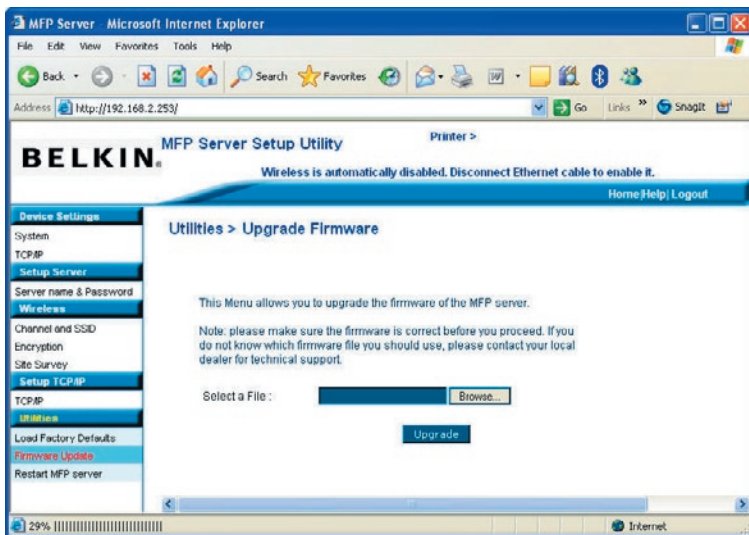 MFP Server - Microsoft Internet Explorer
File Edit View Favorites Tools Help
Back Search Favorites
Address http://192.168.2.253/ Go Links » SnagIt
BELKIN.
MFP Server Setup Utility
Printer >
Wireless is automatically disabled. Disconnect Ethernet cable to enable it.
Home|Help| Logout
Device Settings
System
TCP/IP
Setup Server
Server name & Password
Wireless
Channel and SSID
Encryption
Site Survey
Setup TCP/IP
TCP/IP
Utilities
Load Factory Defaults
Firmware Update
Restart MFP server
Utilities > Upgrade Firmware
This Menu allows you to upgrade the firmware of the MFP server.
Note: please make sure the firmware is correct before you proceed. If you
do not know which firmware file you should use, please contact your local
dealer for technical support.
Select a File : Browse...
Upgrade
29% Internet